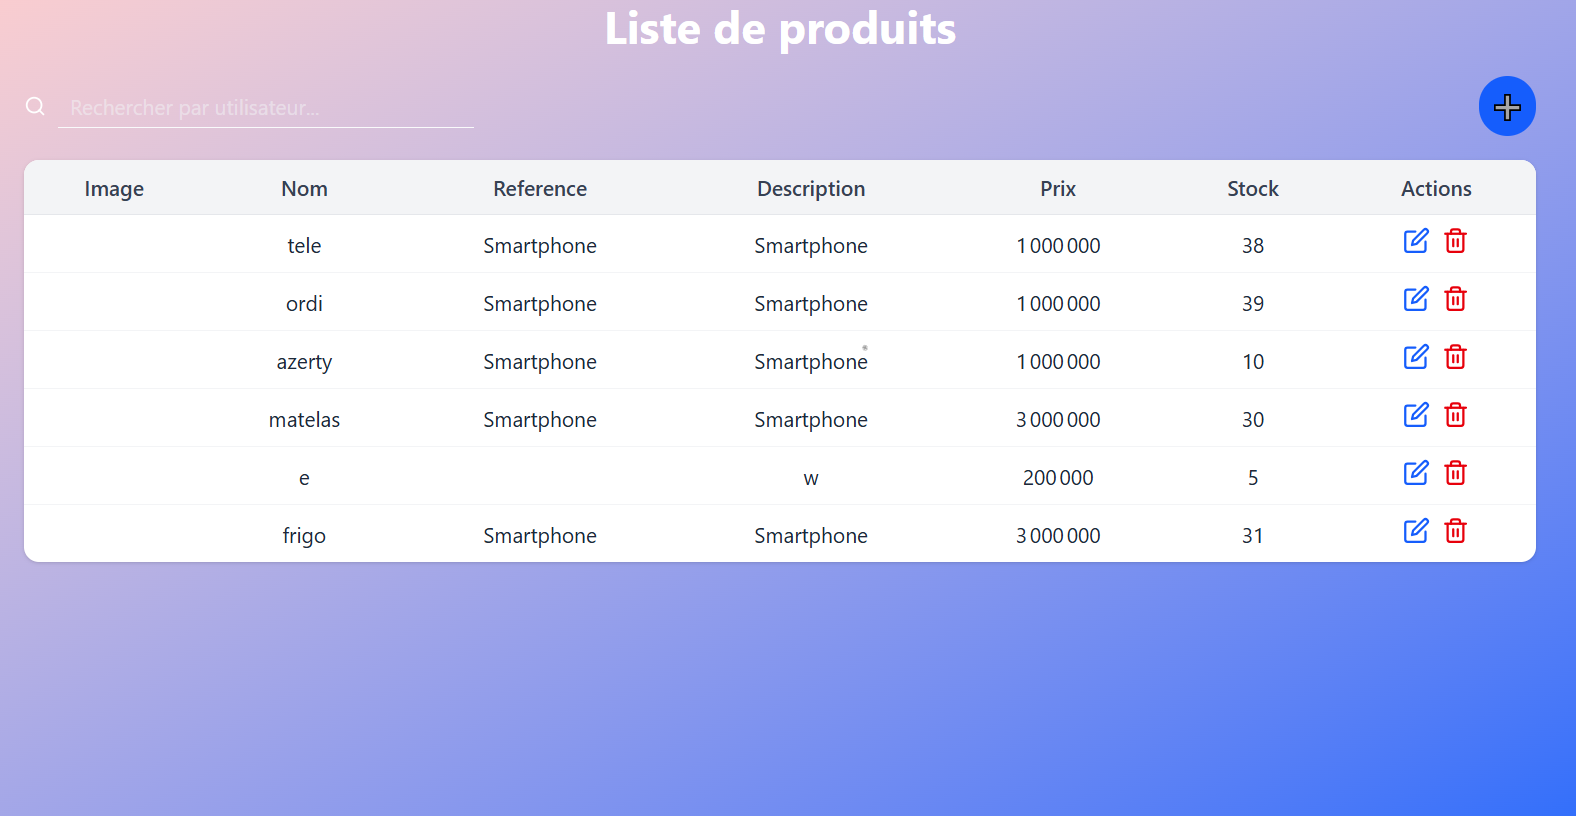 Liste de produits
Rechercher par utilisateur...
Image Nom Reference Description Prix Stock Actions
tele Smartphone Smartphone 1 000 000 38
ordi Smartphone Smartphone 1 000 000 39
azerty Smartphone Smartphone 1 000 000 10
matelas Smartphone Smartphone 3 000 000 30
e w 200 000 5
frigo Smartphone Smartphone 3 000 000 31